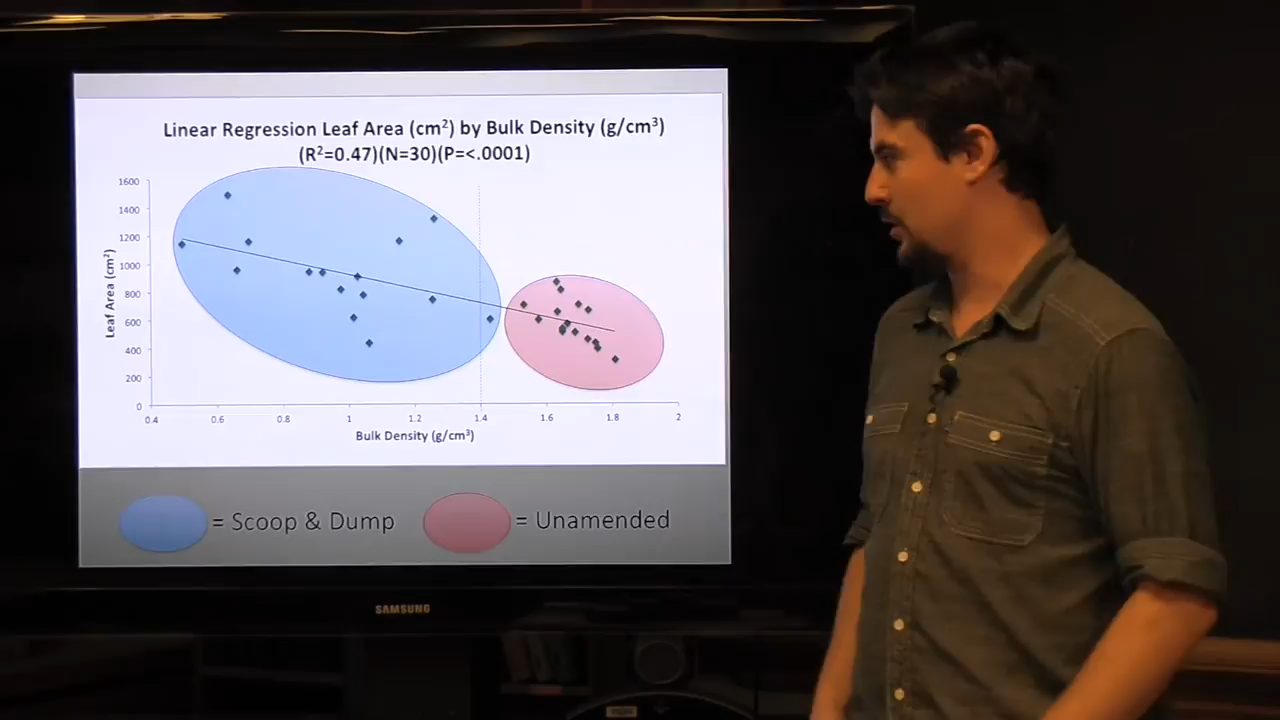 Linear Regression Leaf Area (cm²) by Bulk Density (g/cm³)
(R²=0.47)(N=30)(P=<.0001)
1600
1400
1200
1000
800
600
400
200
0
Leaf Area (cm²)
0.4 0.6 0.8 1 1.2 1.4 1.6 1.8 2
Bulk Density (g/cm³)
= Scoop & Dump = Unamended
SAMSUNG